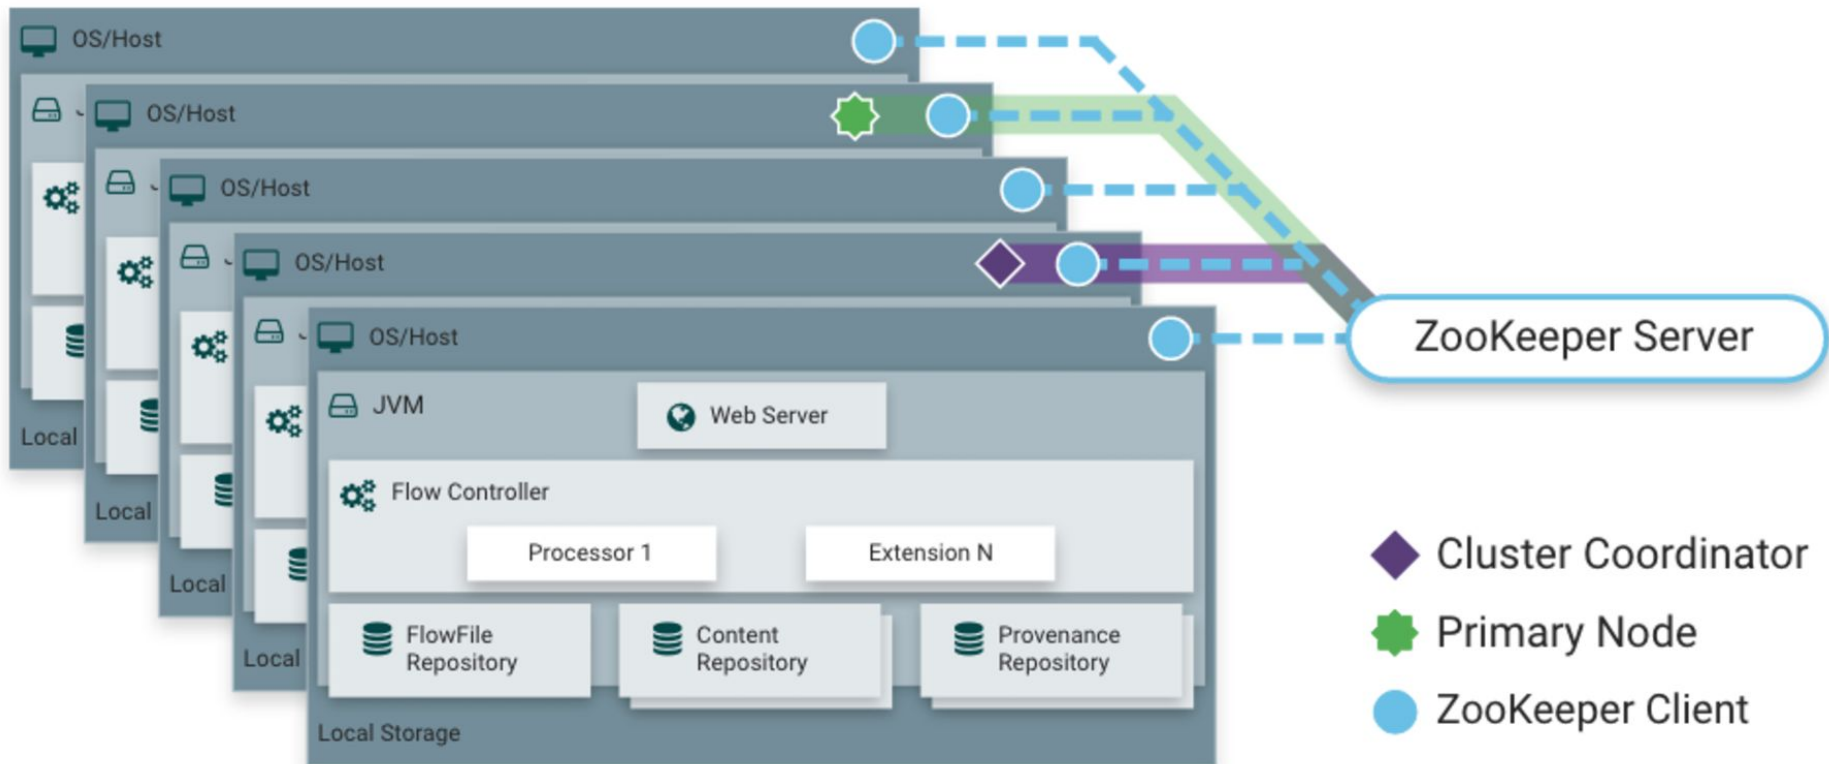 OS/Host
OS/Host
OS/Host
OS/Host
OS/Host
ZooKeeper Server
JVM
Web Server
Local
Flow Controller
Local
Processor 1
Extension N
Local
FlowFile
Repository
Content
Repository
Provenance
Repository
Local
Local Storage
Cluster Coordinator
Primary Node
ZooKeeper Client